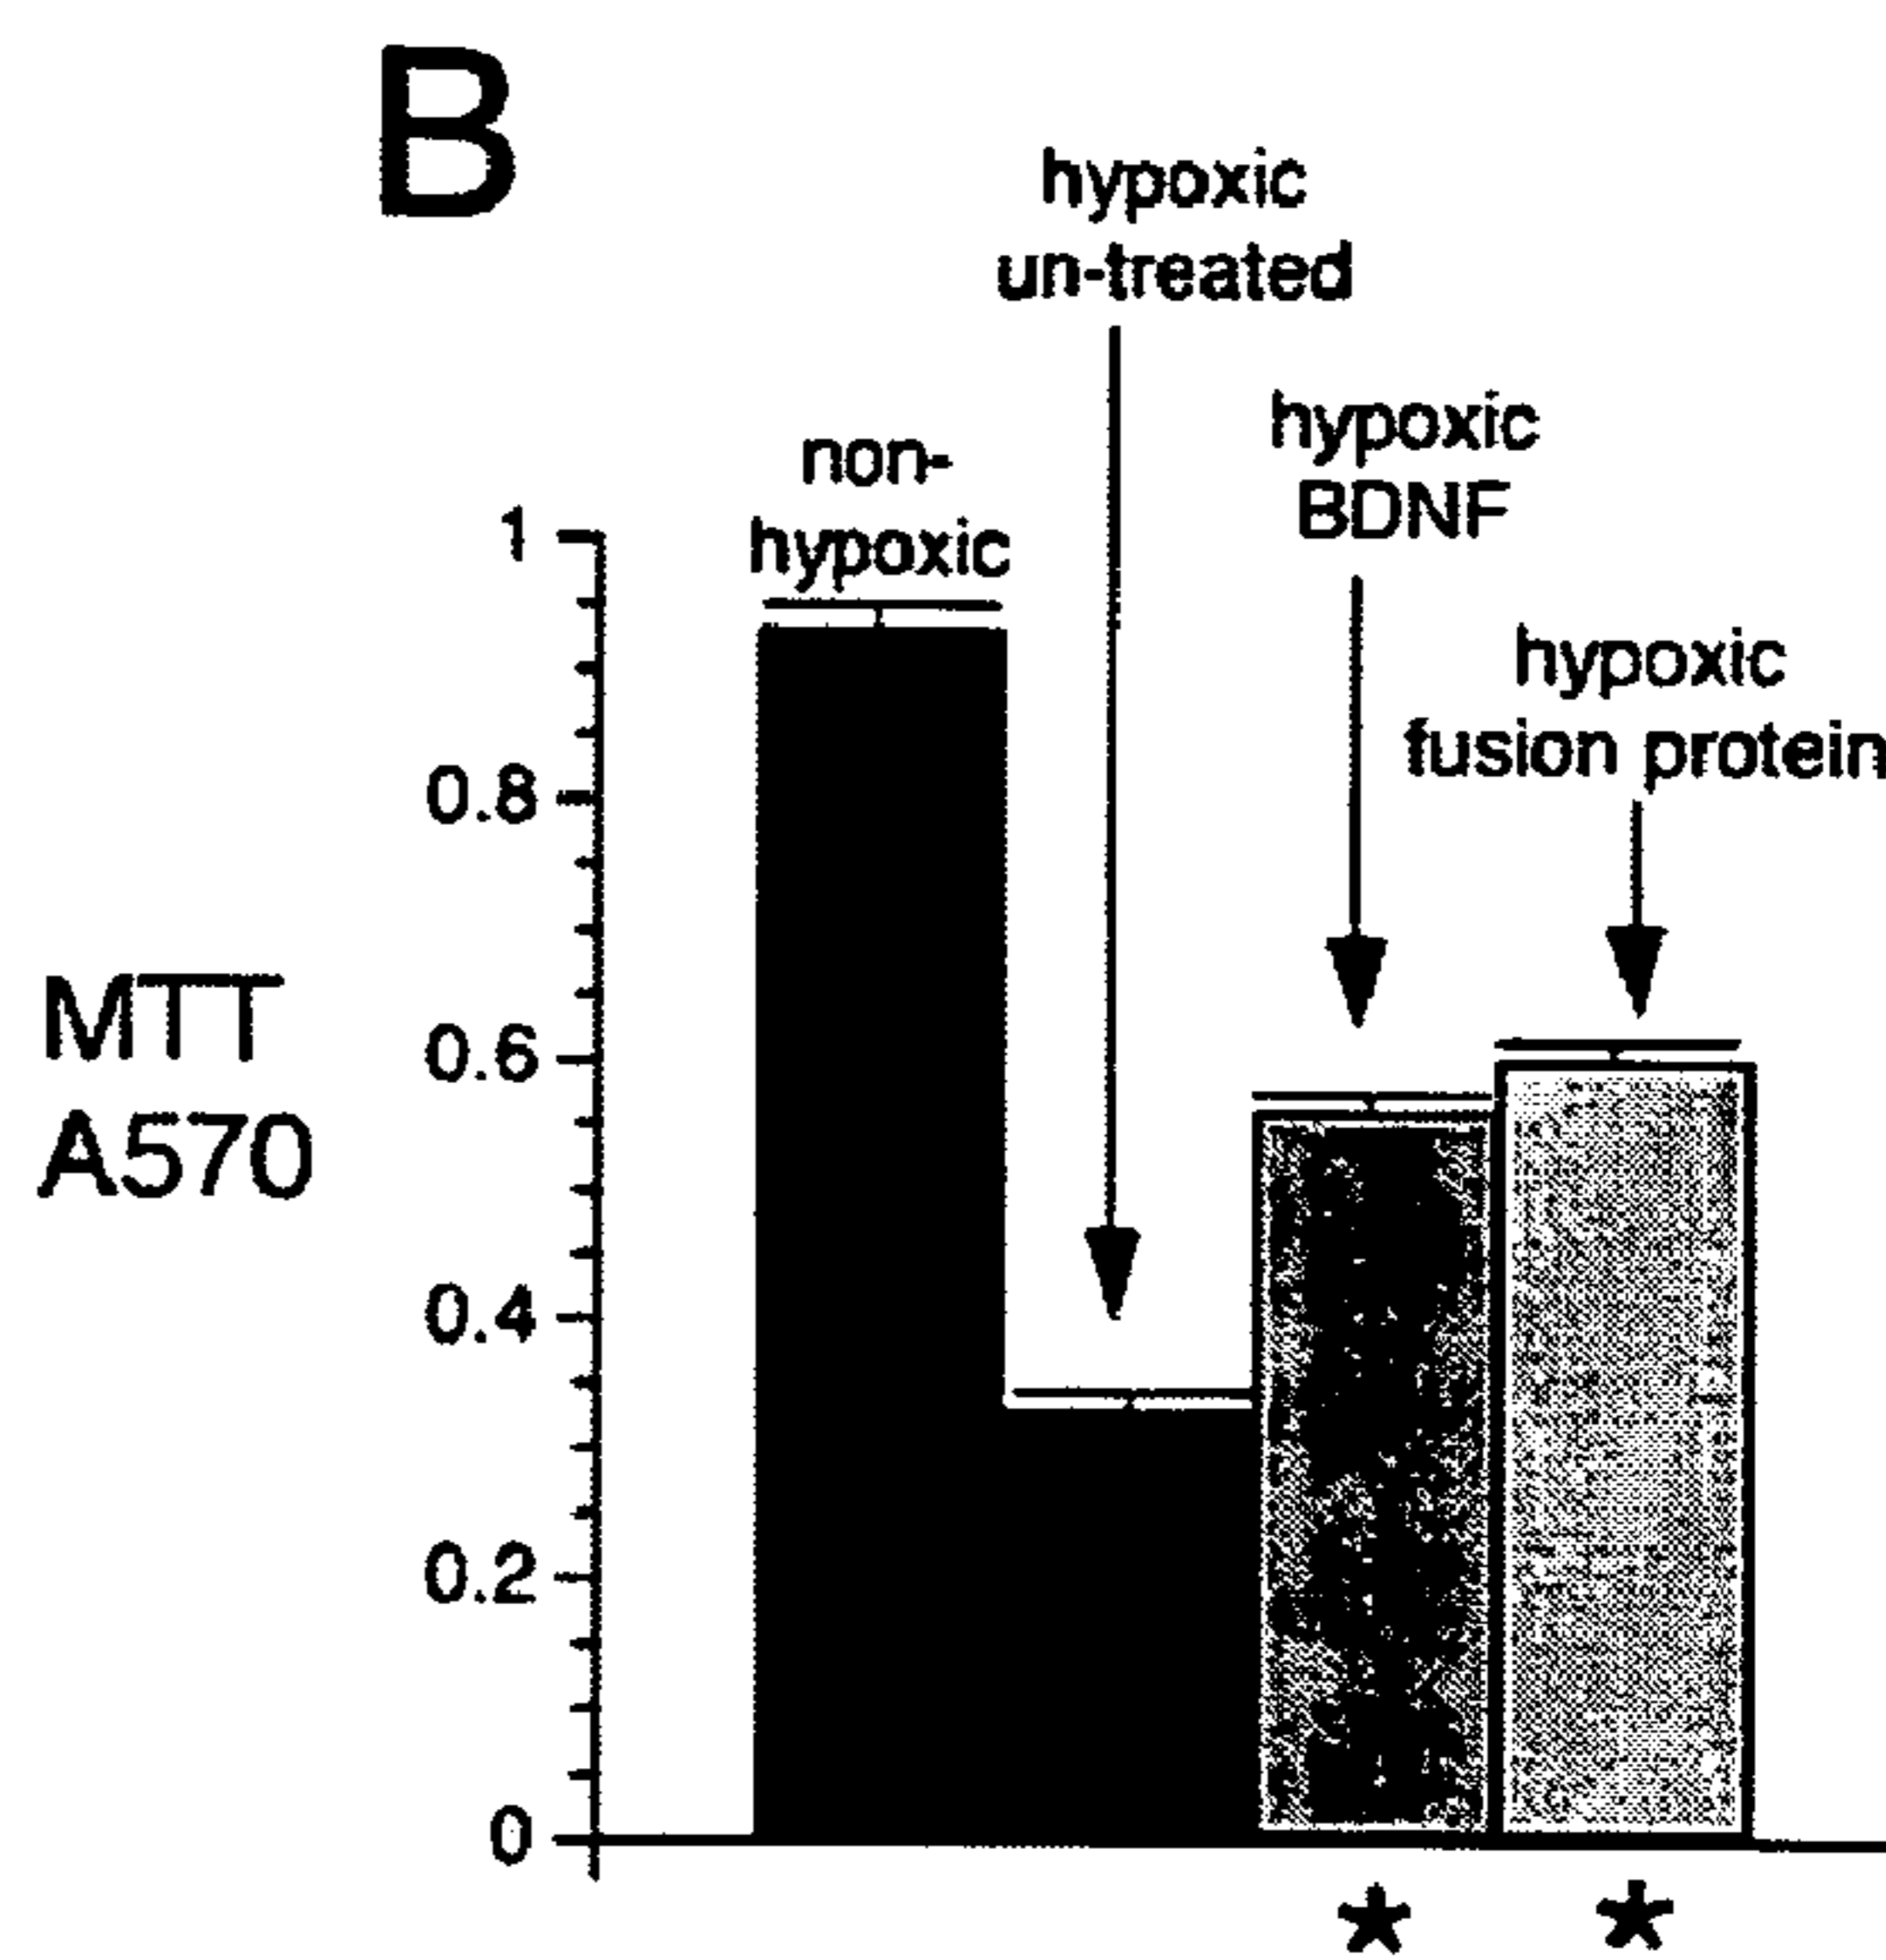 B
hypoxic
un-treated
hypoxic
BDNF
non-
hypoxic
hypoxic
fusion protein
1
0.8
0.6
0.4
0.2
0
MTT
A570
* *